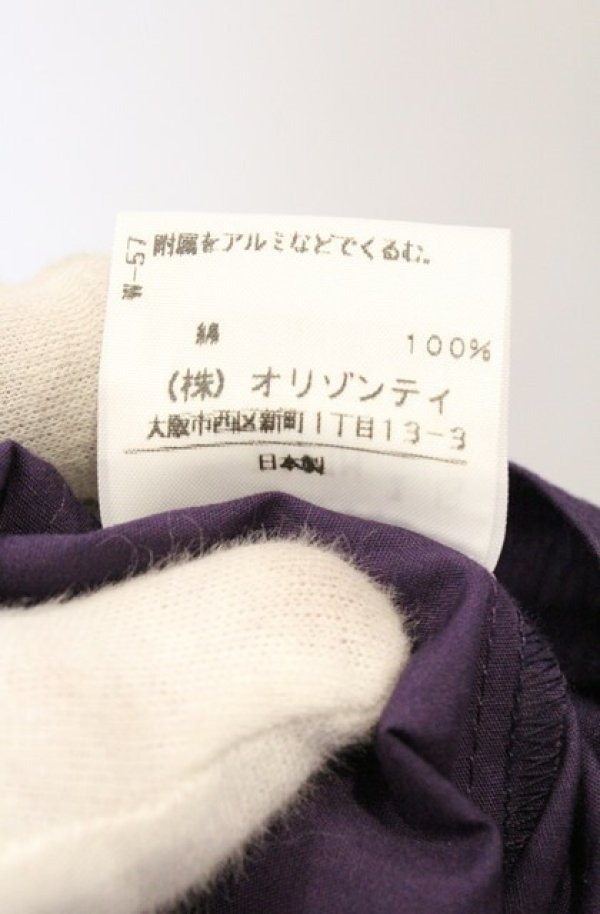 W-57
附属をアルミなどでくるむ。
綿 100%
(株) オリゾンティ
大阪市西区新町1丁目13-3
日本製